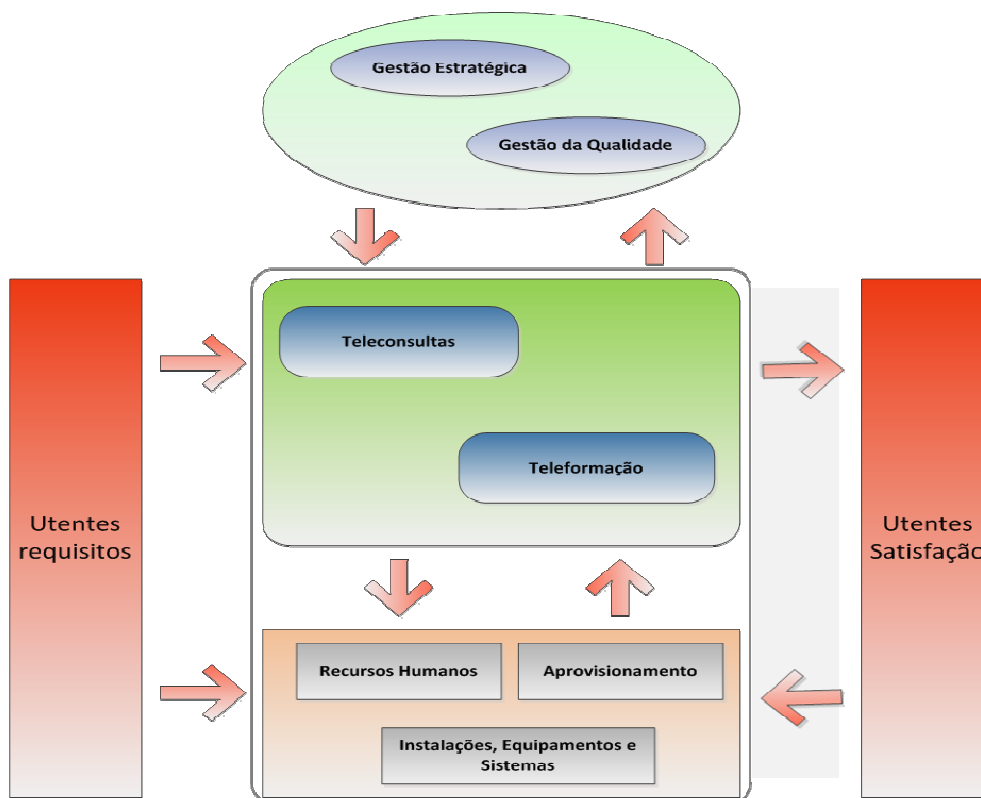 Gestão Estratégica
Gestão da Qualidade
Teleconsultas
Teleformação
Utentes
requisitos
Utentes
Satisfação
Recursos Humanos
Aprovisionamento
Instalações, Equipamentos e
Sistemas